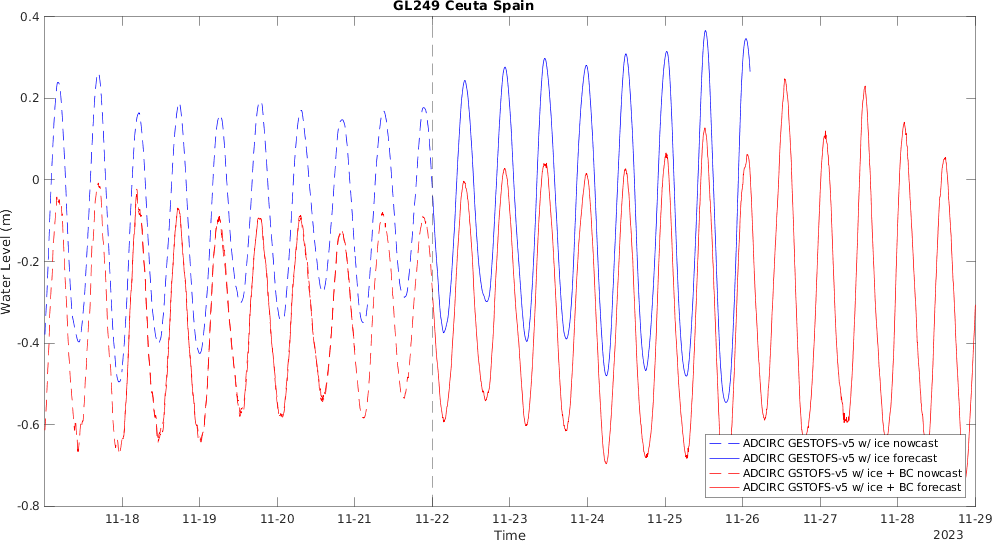 GL249 Ceuta Spain
0.4
0.2
0
-0.2
-0.4
-0.6
-0.8
Water Level (m)
11-18
11-19
11-20
11-21
11-22
11-23
11-24
11-25
11-26
11-27
11-28
11-29
Time
2023
ADCIRC GESTOFS-v5 w/ ice nowcast
ADCIRC GESTOFS-v5 w/ ice forecast
ADCIRC GSTOFS-v5 w/ ice + BC nowcast
ADCIRC GSTOFS-v5 w/ ice + BC forecast